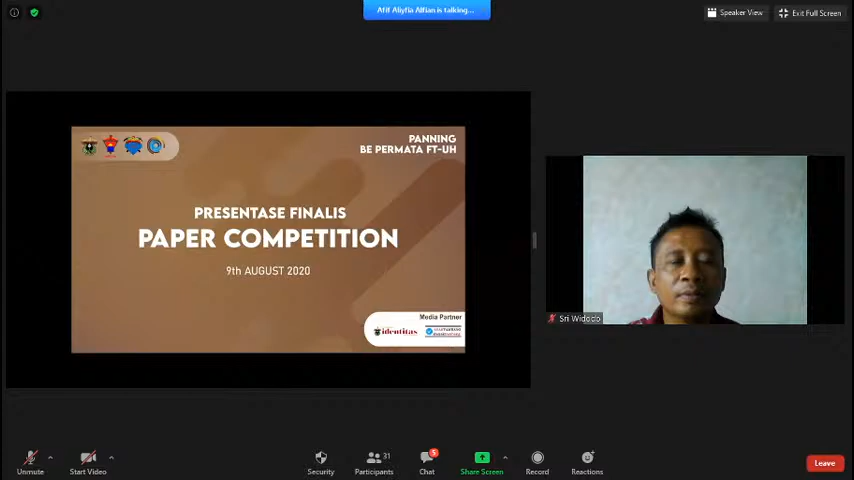 Afif Aliyfia Alfian is talking...
Speaker View
Exit Full Screen
PANNING
BE PERMATA FT-UH
PRESENTASE FINALIS
PAPER COMPETITION
9th AUGUST 2020
Media Partner
identitas
Sri Widodo
Unmute
Start Video
Security
Participants
31
Chat
5
Share Screen
Record
Reactions
Leave